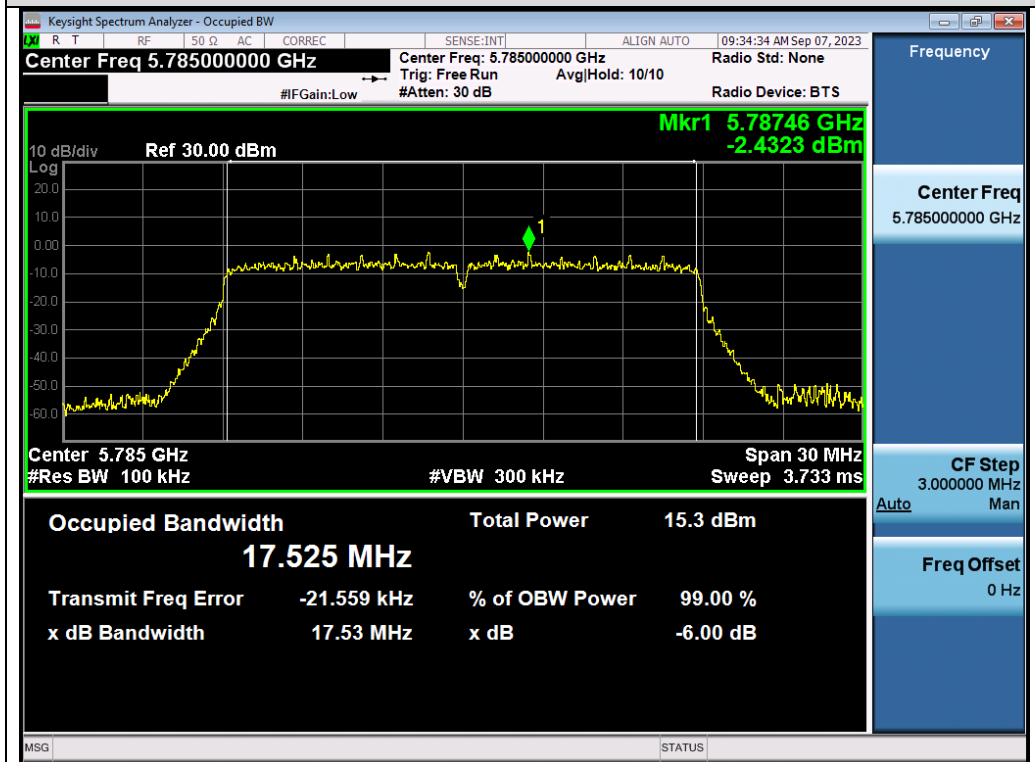 Keysight Spectrum Analyzer - Occupied BW
LXI R T RF 50 Ω AC CORREC SENSE:INT ALIGN AUTO 09:34:34 AM Sep 07, 2023
Center Freq 5.785000000 GHz
#IFGain:Low
Center Freq: 5.785000000 GHz Radio Std: None
Trig: Free Run Avg|Hold: 10/10
#Atten: 30 dB Radio Device: BTS
Mkr1 5.78746 GHz
-2.4323 dBm
10 dB/div Ref 30.00 dBm
Log
20.0
10.0
0.00
-10.0
-20.0
-30.0
-40.0
-50.0
-60.0
1
Center 5.785 GHz Span 30 MHz
#Res BW 100 kHz #VBW 300 kHz Sweep 3.733 ms
Occupied Bandwidth Total Power 15.3 dBm
17.525 MHz
Transmit Freq Error -21.559 kHz % of OBW Power 99.00 %
x dB Bandwidth 17.53 MHz x dB -6.00 dB
Frequency
Center Freq
5.785000000 GHz
CF Step
3.000000 MHz
Auto Man
Freq Offset
0 Hz
MSG STATUS